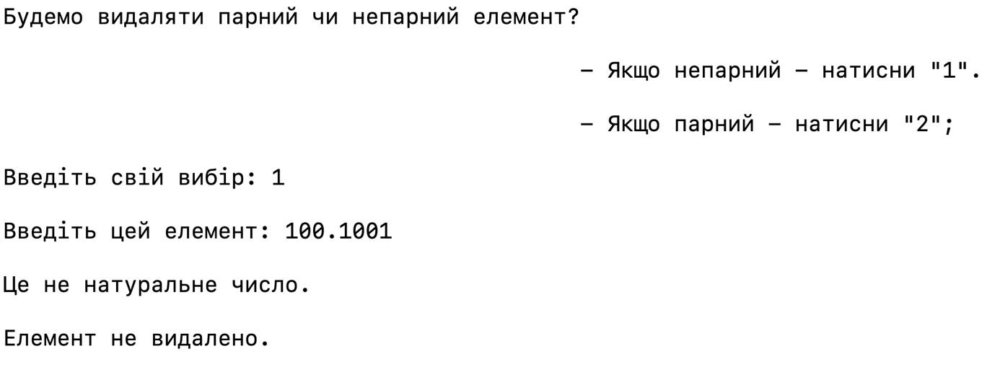 Будемо видаляти парний чи непарний елемент?
– Якщо непарний – натисни "1".
– Якщо парний – натисни "2";
Введіть свій вибір: 1
Введіть цей елемент: 100.1001
Це не натуральне число.
Елемент не видалено.